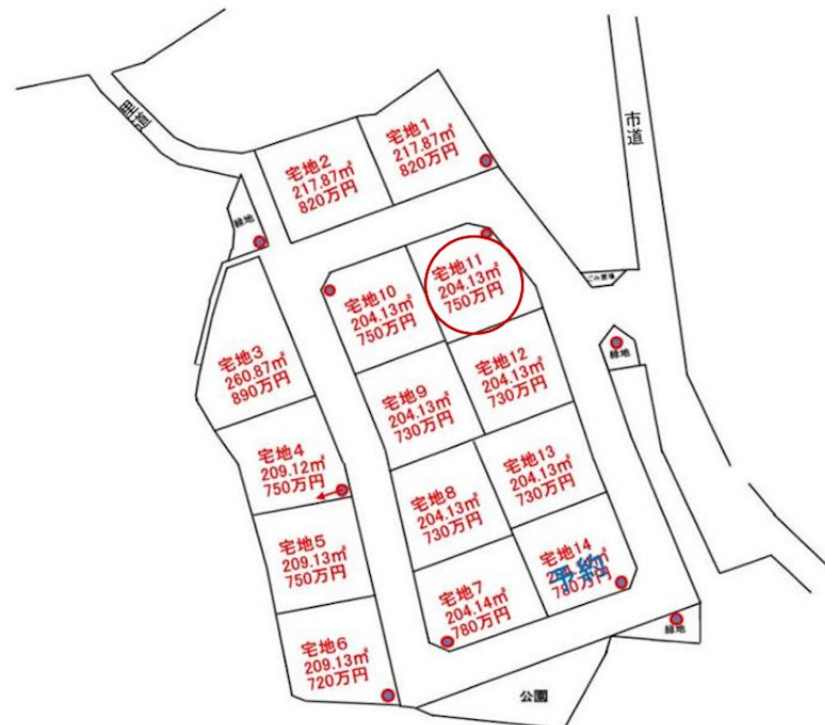 里道
市道
宅地1
217.87㎡
820万円
宅地2
217.87㎡
820万円
緑地
宅地11
204.13㎡
750万円
宅地10
204.13㎡
750万円
ごみ置場
緑地
宅地3
260.87㎡
890万円
宅地12
204.13㎡
730万円
宅地9
204.13㎡
730万円
宅地4
209.12㎡
750万円
宅地13
204.13㎡
730万円
宅地8
204.13㎡
730万円
宅地5
209.13㎡
750万円
宅地14
予約
780万円
宅地7
204.14㎡
780万円
宅地6
209.13㎡
720万円
緑地
公園